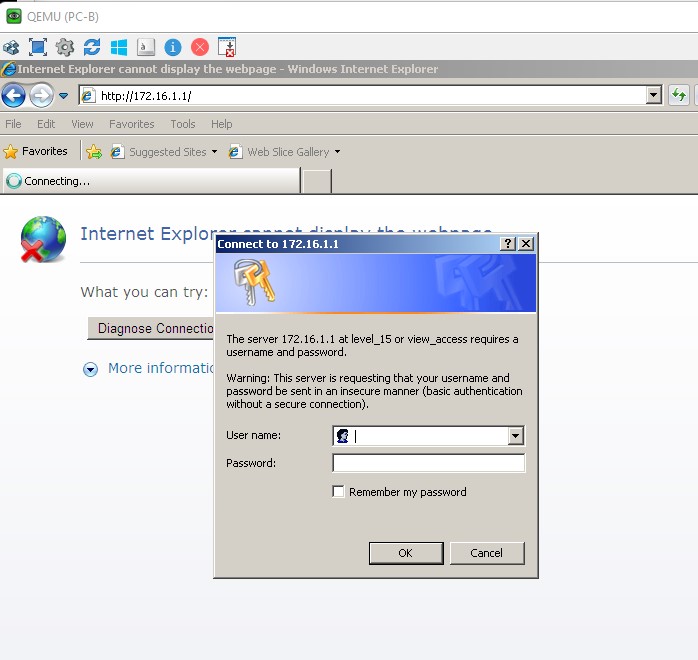 QEMU (PC-B)
Internet Explorer cannot display the webpage - Windows Internet Explorer
http://172.16.1.1/
File Edit View Favorites Tools Help
Favorites Suggested Sites Web Slice Gallery
Connecting...
Internet Explorer cannot display the webpage
Connect to 172.16.1.1
What you can try:
Diagnose Connectio
The server 172.16.1.1 at level_15 or view_access requires a
username and password.
More informatio
Warning: This server is requesting that your username and
password be sent in an insecure manner (basic authentication
without a secure connection).
User name:
Password:
Remember my password
OK Cancel